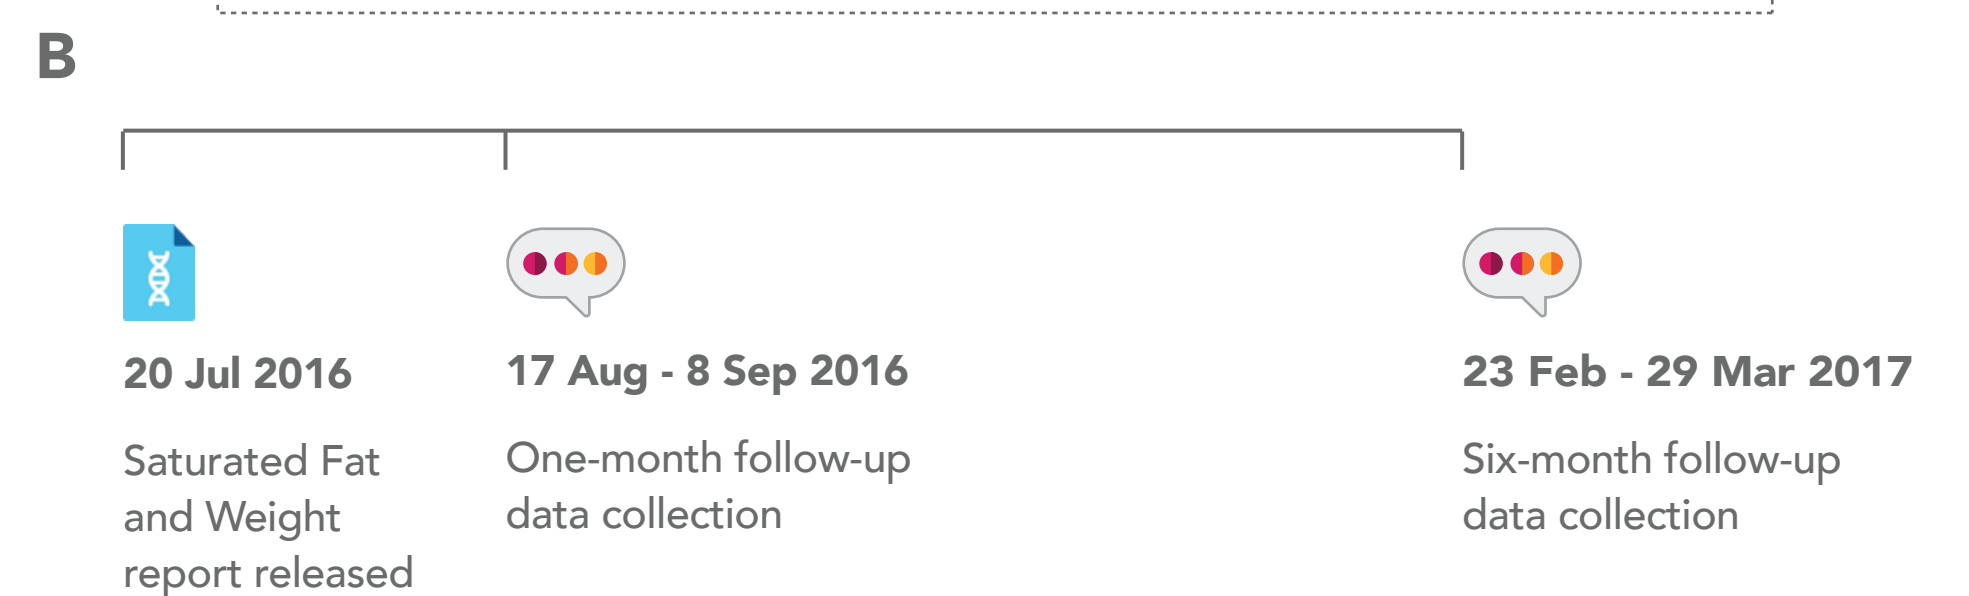 B
20 Jul 2016
Saturated Fat
and Weight
report released
17 Aug - 8 Sep 2016
One-month follow-up
data collection
23 Feb - 29 Mar 2017
Six-month follow-up
data collection